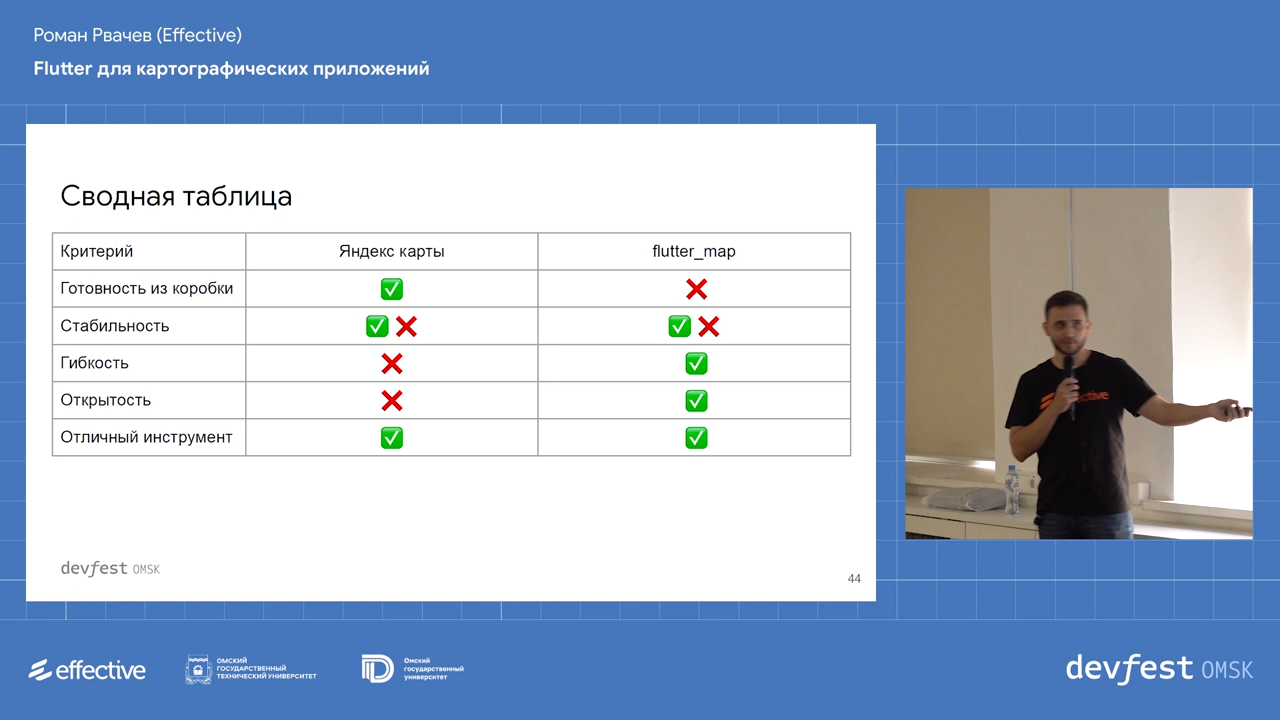 Роман Рвачев (Effective)
Flutter для картографических приложений
Сводная таблица
Критерий Яндекс карты flutter_map
Готовность из коробки ✅ ❌
Стабильность ✅❌ ✅❌
Гибкость ❌ ✅
Открытость ❌ ✅
Отличный инструмент ✅ ✅
devfest OMSK
44
effective
effective
ОМСКИЙ
ГОСУДАРСТВЕННЫЙ
ТЕХНИЧЕСКИЙ УНИВЕРСИТЕТ
Омский
государственный
университет
devfest OMSK